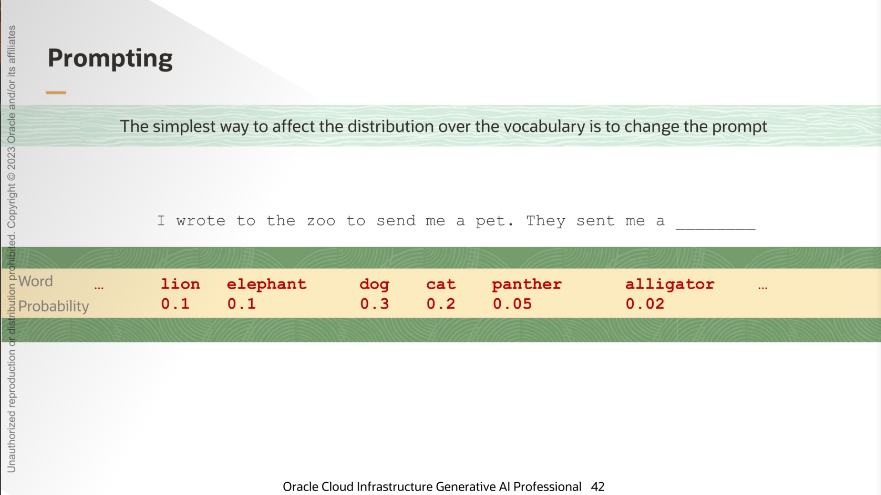 Prompting
The simplest way to affect the distribution over the vocabulary is to change the prompt
I wrote to the zoo to send me a pet. They sent me a ________
Word … lion elephant dog cat panther alligator …
Probability 0.1 0.1 0.3 0.2 0.05 0.02
Unauthorized reproduction or distribution prohibited. Copyright © 2023 Oracle and/or its affiliates
Oracle Cloud Infrastructure Generative AI Professional 42